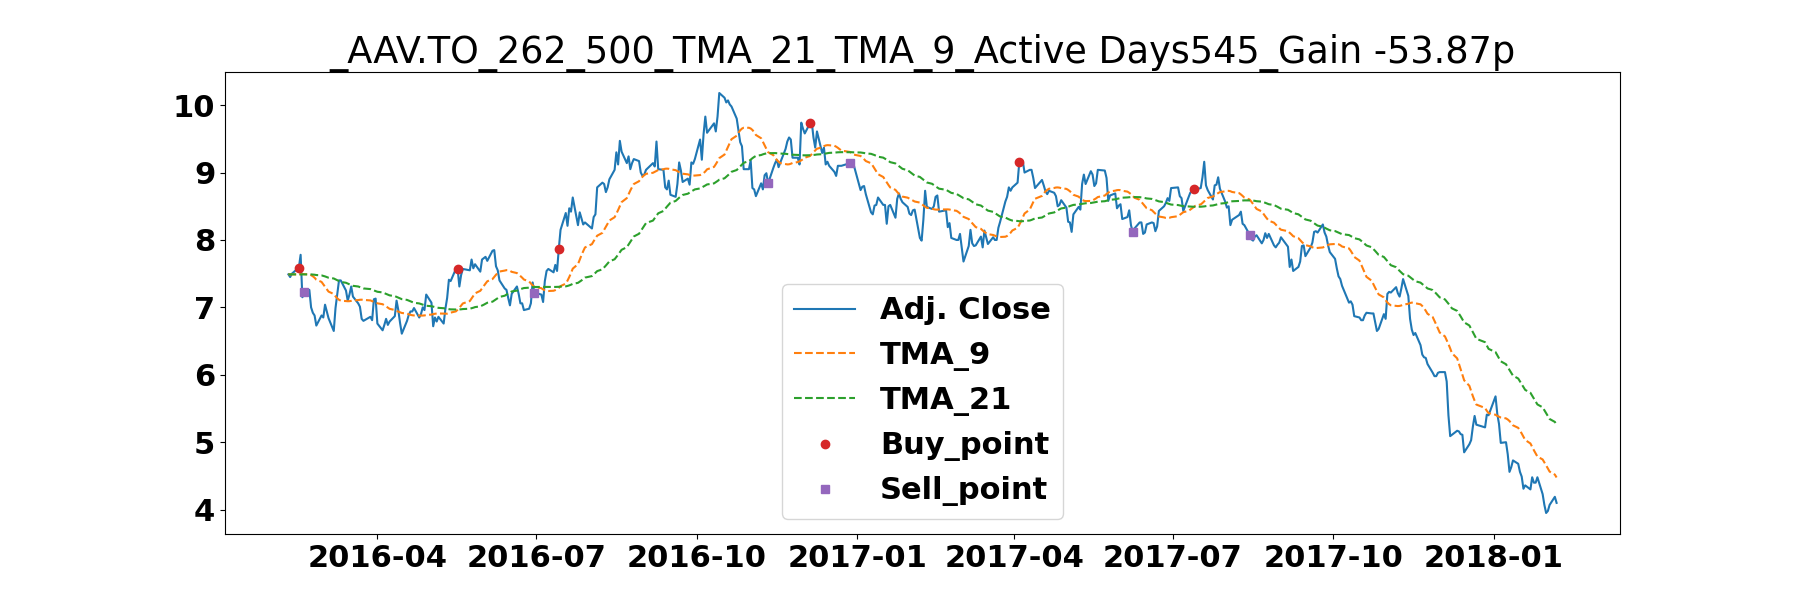 _AAV.TO_262_500_TMA_21_TMA_9_Active Days545_Gain -53.87p
10
9
8
7
6
5
4
Adj. Close
TMA_9
TMA_21
Buy_point
Sell_point
2016-04 2016-07 2016-10 2017-01 2017-04 2017-07 2017-10 2018-01